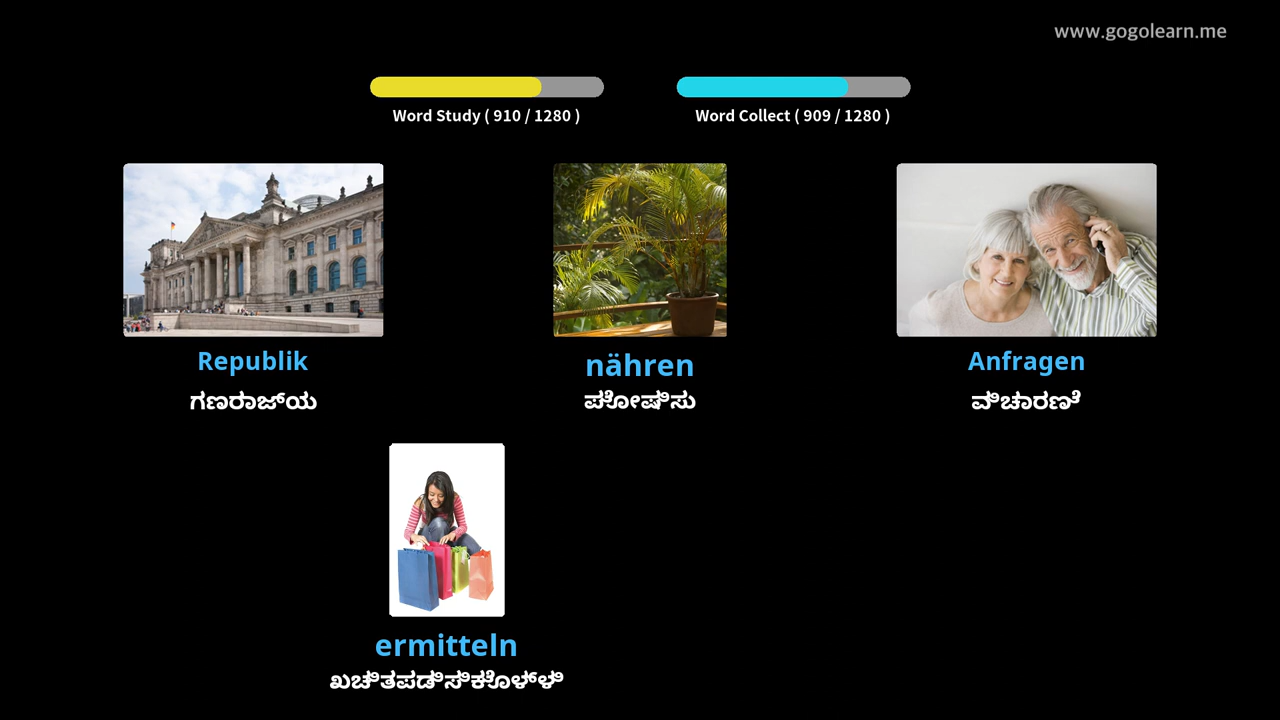 www.gogolearn.me
Word Study ( 910 / 1280 )
Word Collect ( 909 / 1280 )
Republik
ಗಣರಾಜ್ಯ
nähren
ಪೋಷಿಸು
Anfragen
ವಿಚಾರಣೆ
ermitteln
ಖಚಿತಪಡಿಸಿಕೊಳ್ಳಿ